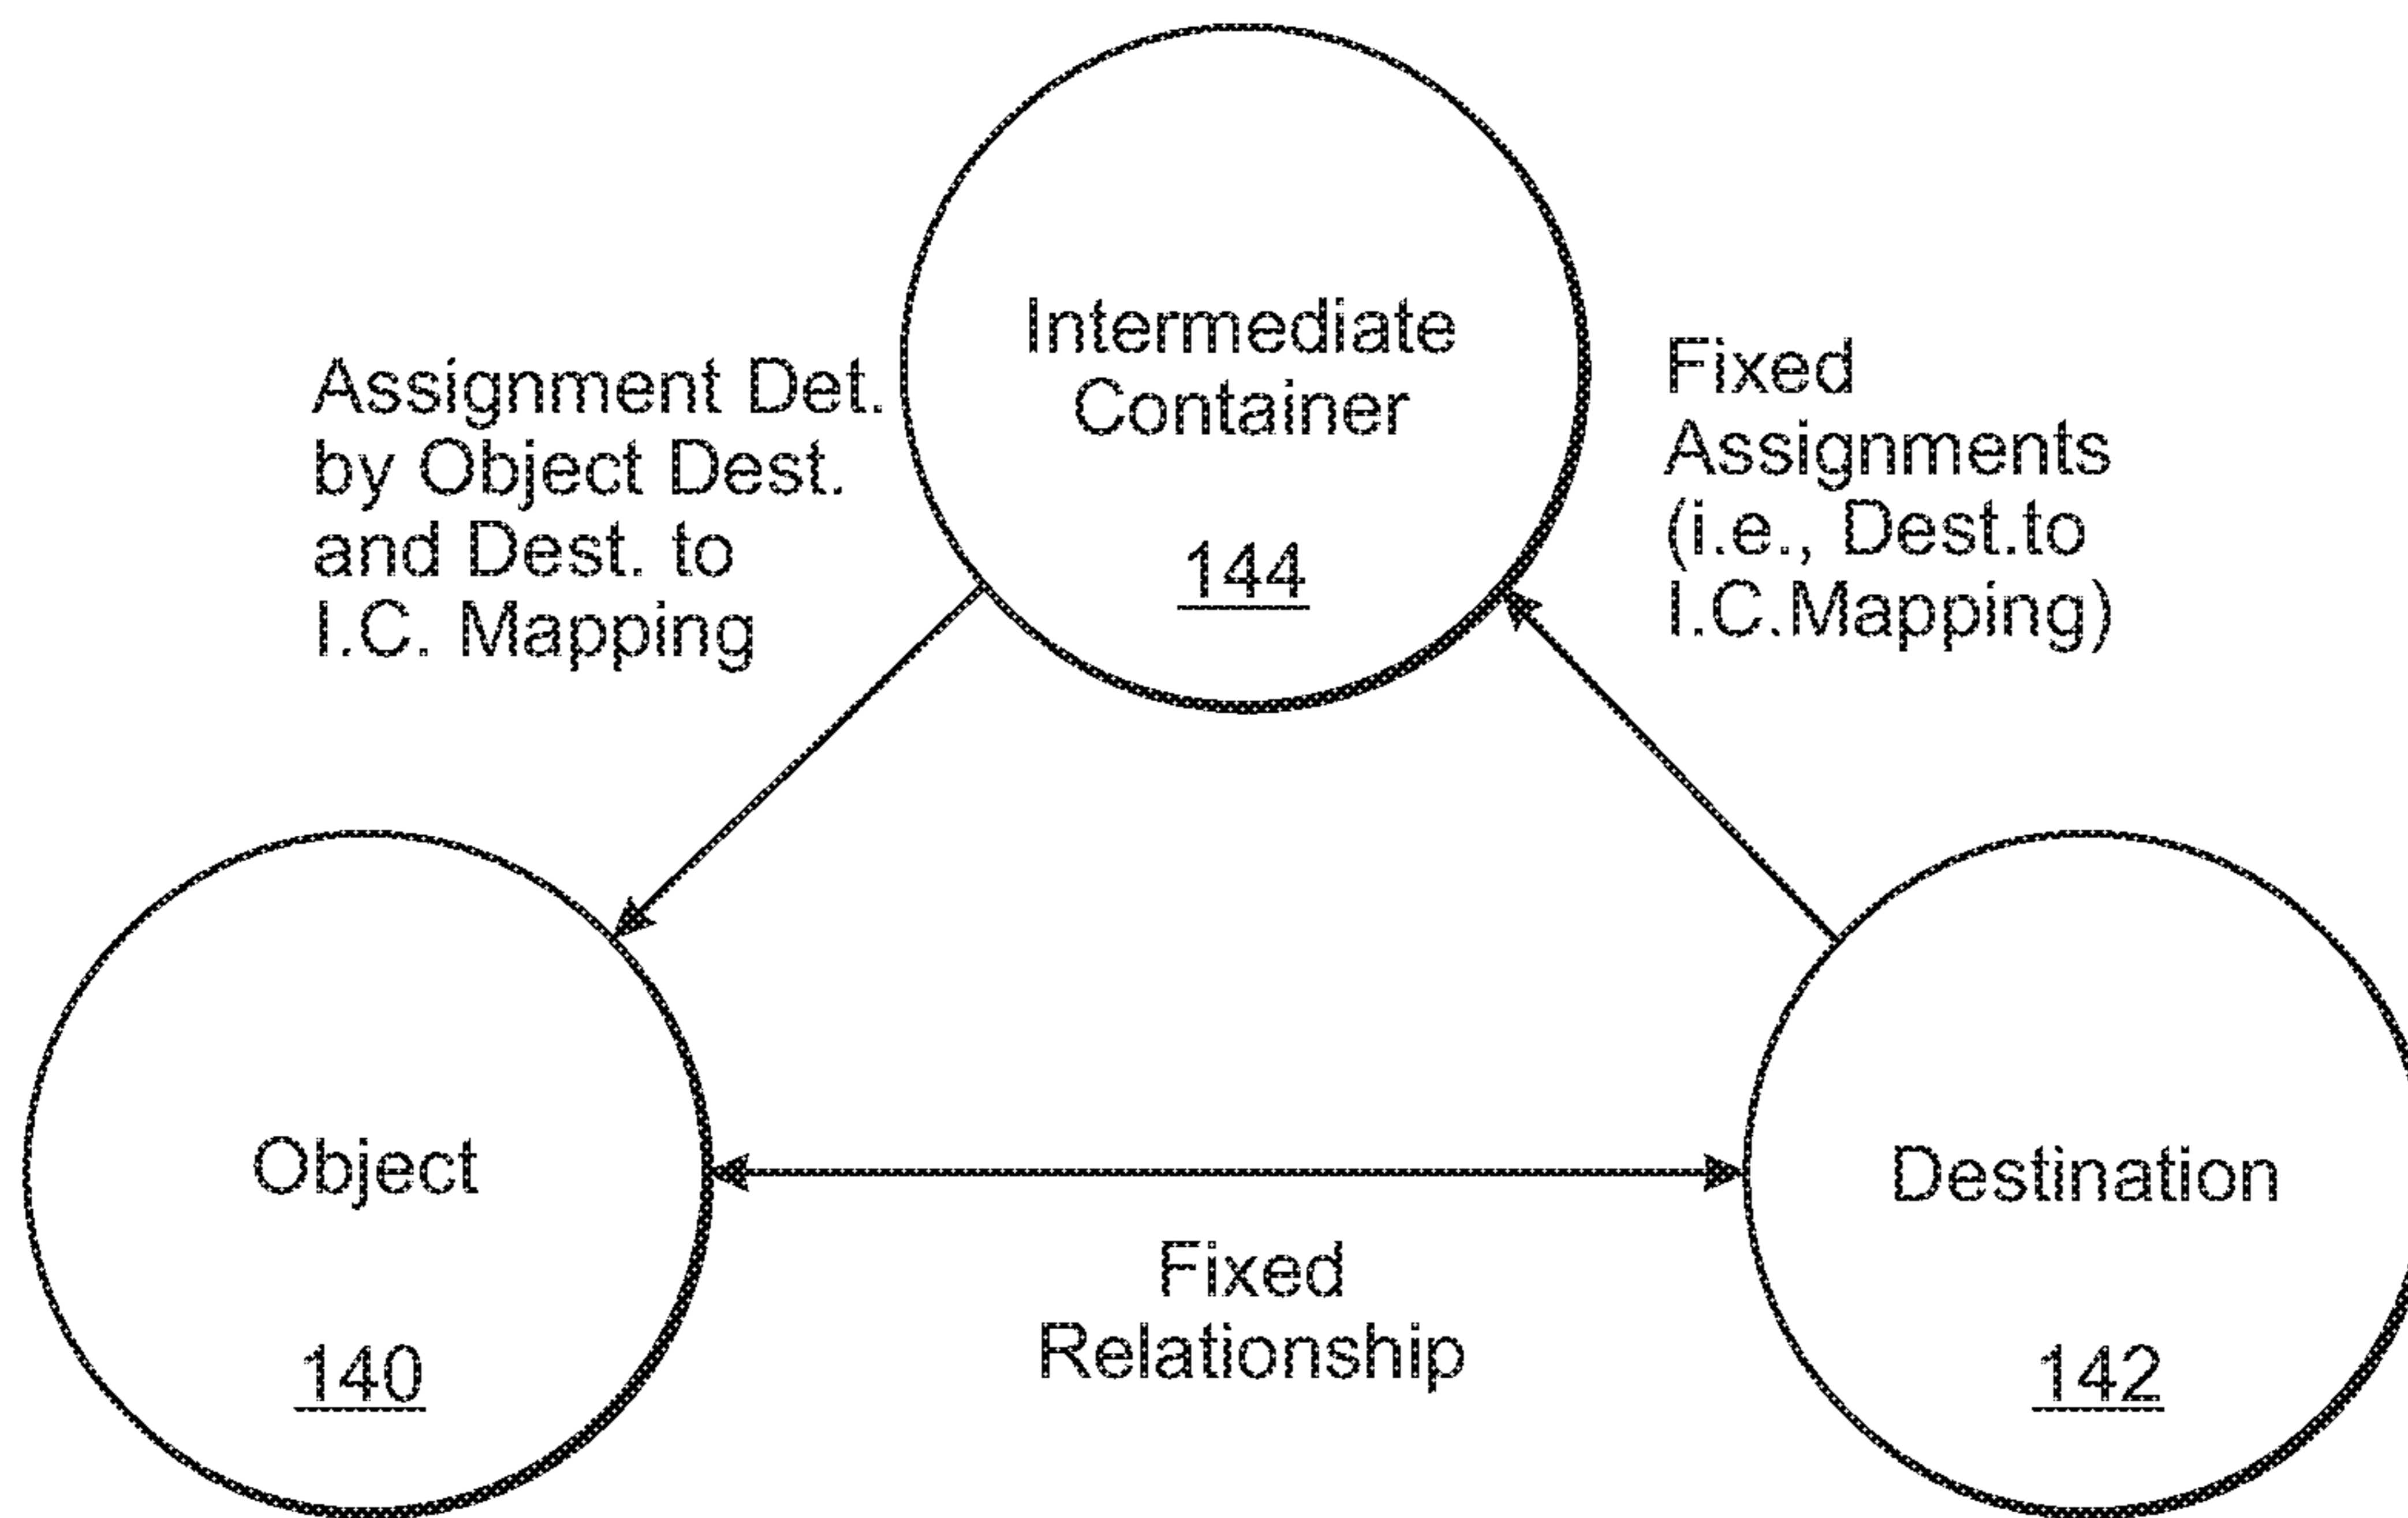 Intermediate
Container
144
Assignment Det.
by Object Dest.
and Dest. to
I.C. Mapping
Fixed
Assignments
(i.e., Dest.to
I.C.Mapping)
Object
140
Fixed
Relationship
Destination
142